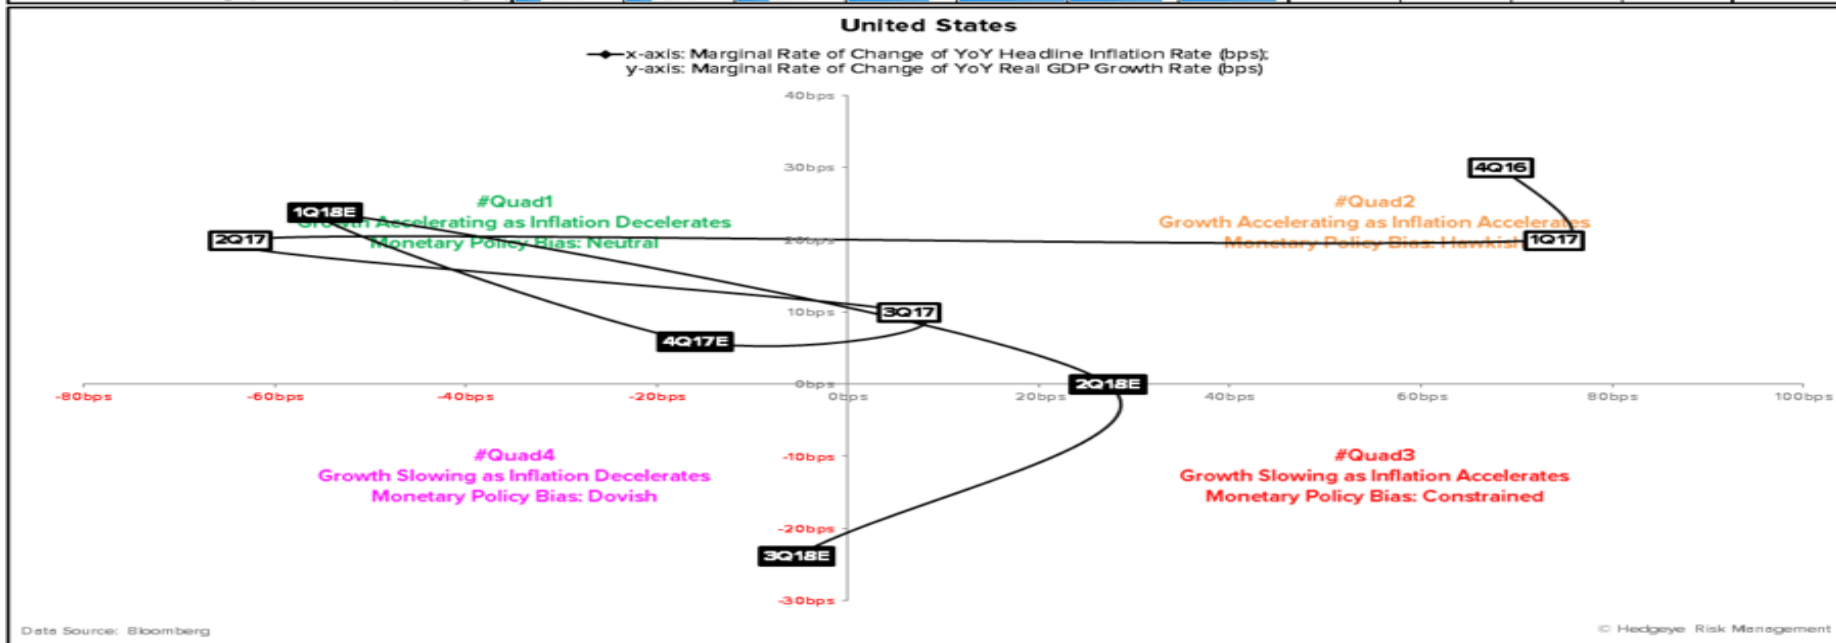 United States
x-axis: Marginal Rate of Change of YoY Headline Inflation Rate (bps);
y-axis: Marginal Rate of Change of YoY Real GDP Growth Rate (bps)
40bps
30bps
4Q16
#Quad1
#Quad2
1Q18E
Growth Accelerating as Inflation Decelerates
Growth Accelerating as Inflation Accelerates
2Q17
Monetary Policy Bias: Neutral
20bps
Monetary Policy Bias: Hawkish
1Q17
10bps
3Q17
4Q17E
0bps
2Q18E
-80bps
-60bps
-40bps
-20bps
0bps
20bps
40bps
60bps
80bps
100bps
#Quad4
-10bps
#Quad3
Growth Slowing as Inflation Decelerates
Growth Slowing as Inflation Accelerates
Monetary Policy Bias: Dovish
Monetary Policy Bias: Constrained
-20bps
3Q18E
-30bps
Data Source: Bloomberg
© Hedgeye Risk Management